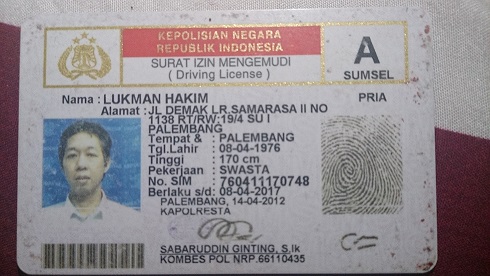 KEPOLISIAN NEGARA
REPUBLIK INDONESIA
SURAT IZIN MENGEMUDI
( Driving License )
A
SUMSEL
Nama : LUKMAN HAKIM
PRIA
Alamat : JL DEMAK LR.SAMARASA II NO
1138 RT/RW:19/4 SU I
PALEMBANG
Tempat & : PALEMBANG
Tgl.Lahir : 08-04-1976
Tinggi : 170 cm
Pekerjaan : SWASTA
No. SIM : 760411170748
Berlaku s/d : 08-04-2017
PALEMBANG, 14-04-2012
KAPOLRESTA
SABARUDDIN GINTING, S.Ik
KOMBES POL NRP.66110435